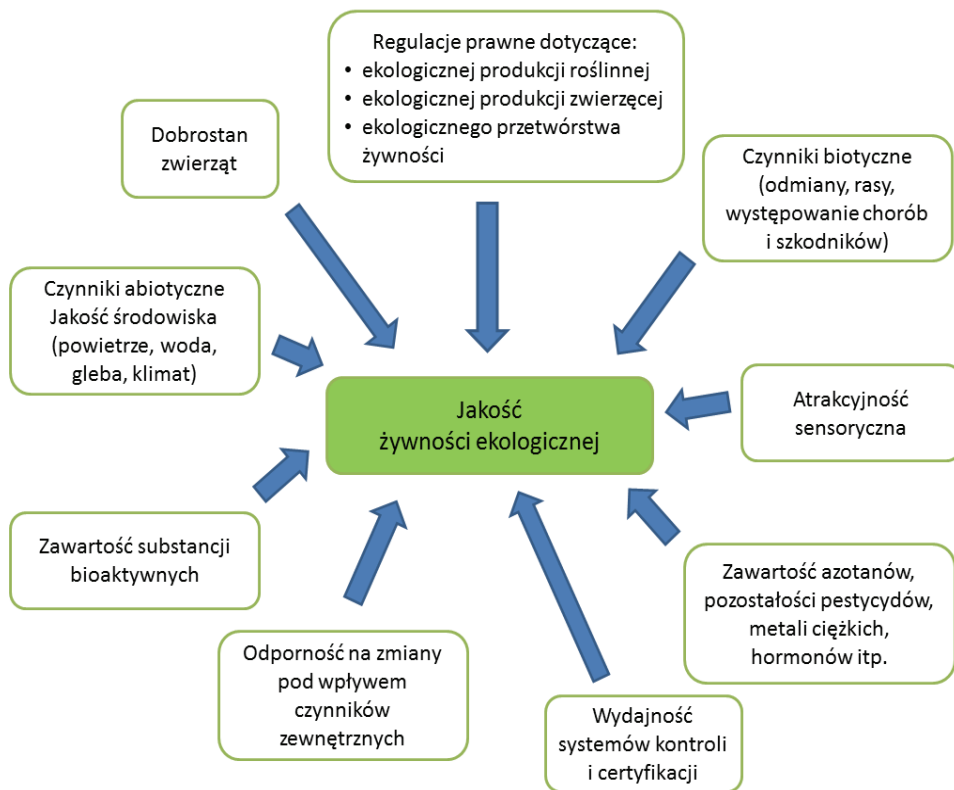 Regulacje prawne dotyczące:
• ekologicznej produkcji roślinnej
• ekologicznej produkcji zwierzęcej
• ekologicznego przetwórstwa
żywności
Dobrostan
zwierząt
Czynniki biotyczne
(odmiany, rasy,
występowanie chorób
i szkodników)
Czynniki abiotyczne
Jakość środowiska
(powietrze, woda,
gleba, klimat)
Jakość
żywności ekologicznej
Atrakcyjność
sensoryczna
Zawartość substancji
bioaktywnych
Zawartość azotanów,
pozostałości pestycydów,
metali ciężkich,
hormonów itp.
Odporność na zmiany
pod wpływem
czynników
zewnętrznych
Wydajność
systemów kontroli
i certyfikacji